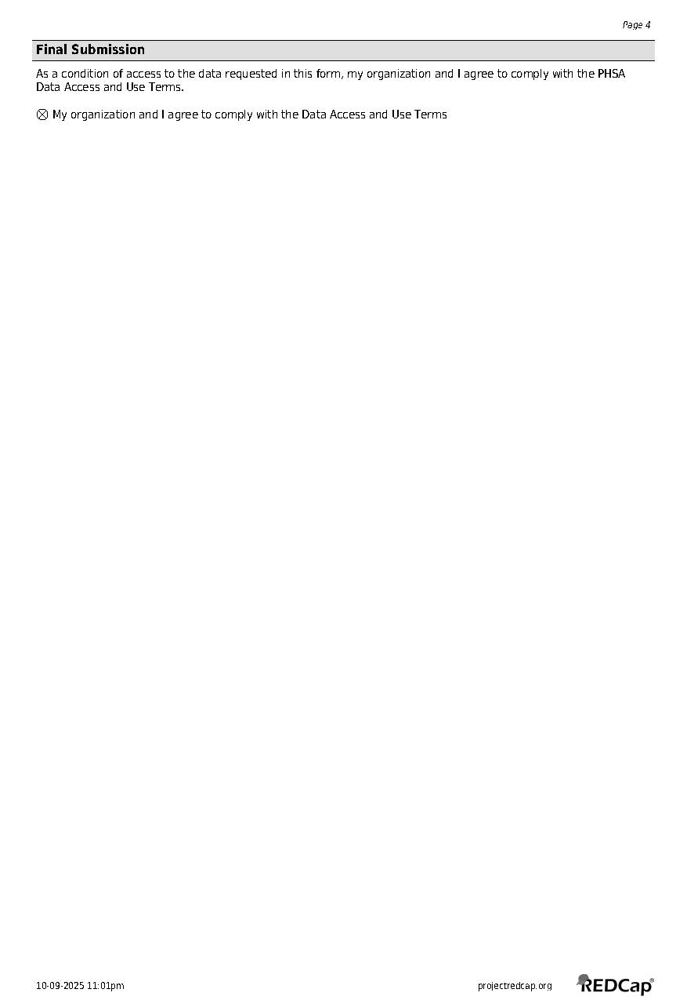 Page 4
Final Submission
As a condition of access to the data requested in this form, my organization and I agree to comply with the PHSA
Data Access and Use Terms.
My organization and I agree to comply with the Data Access and Use Terms
10-09-2025 11:01pm
projectredcap.org
REDCap®